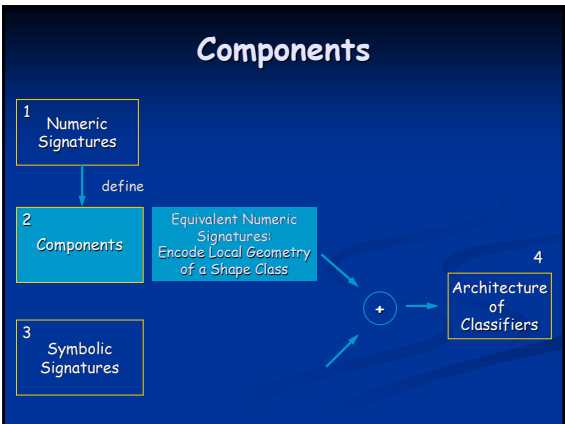 Components
1
Numeric
Signatures
define
2
Components
Equivalent Numeric
Signatures:
Encode Local Geometry
of a Shape Class
3
Symbolic
Signatures
+
4
Architecture
of
Classifiers